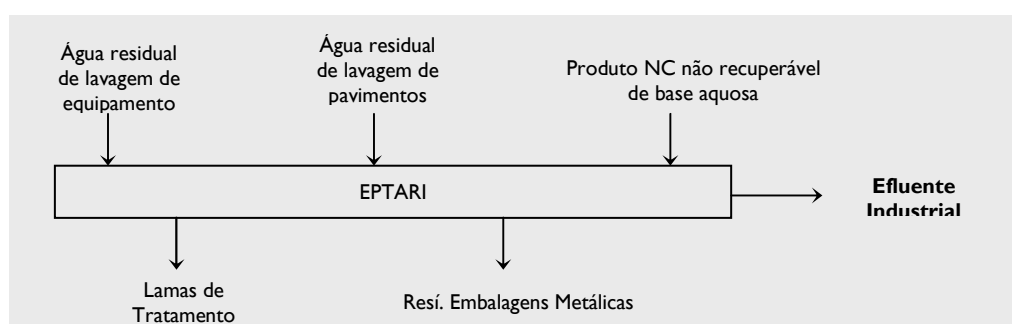 Água residual
de lavagem de
equipamento
Água residual
de lavagem de
pavimentos
Produto NC não recuperável
de base aquosa
EPTARI
Efluente
Industrial
Lamas de
Tratamento
Resí. Embalagens Metálicas